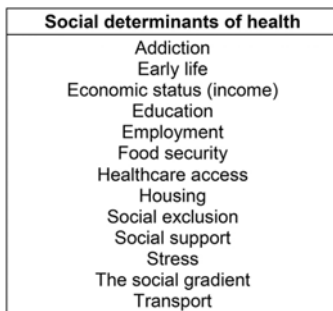 Social determinants of health
Addiction
Early life
Economic status (income)
Education
Employment
Food security
Healthcare access
Housing
Social exclusion
Social support
Stress
The social gradient
Transport